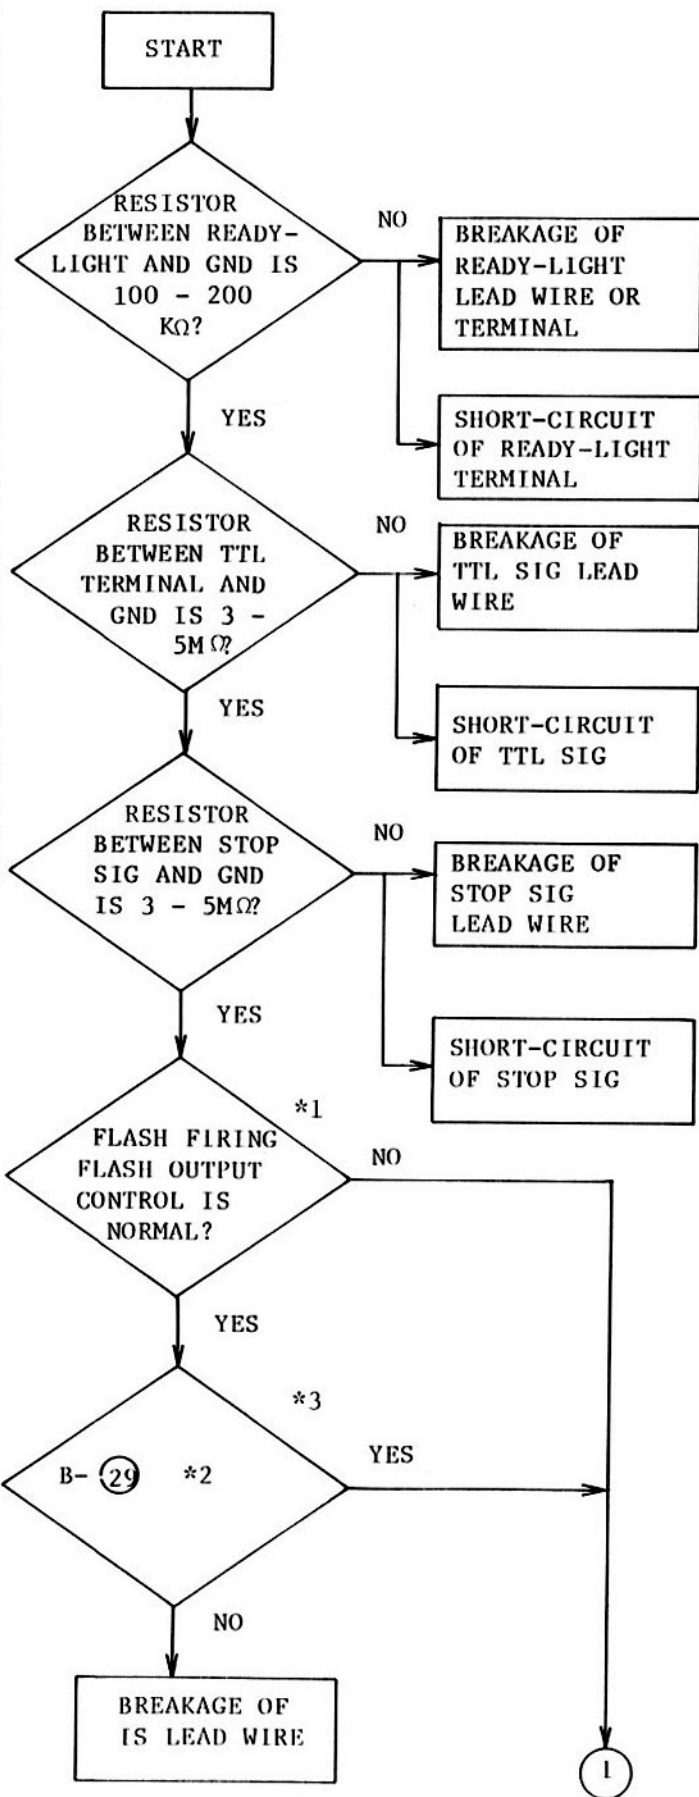 START
RESISTOR
BETWEEN READY-
LIGHT AND GND IS
100 - 200
KΩ?
NO
BREAKAGE OF
READY-LIGHT
LEAD WIRE OR
TERMINAL
YES
SHORT-CIRCUIT
OF READY-LIGHT
TERMINAL
RESISTOR
BETWEEN TTL
TERMINAL AND
GND IS 3 -
5MΩ?
NO
BREAKAGE OF
TTL SIG LEAD
WIRE
YES
SHORT-CIRCUIT
OF TTL SIG
RESISTOR
BETWEEN STOP
SIG AND GND
IS 3 - 5MΩ?
NO
BREAKAGE OF
STOP SIG
LEAD WIRE
YES
SHORT-CIRCUIT
OF STOP SIG
*1
FLASH FIRING
FLASH OUTPUT
CONTROL IS
NORMAL?
NO
YES
*3
B- 29 *2
YES
NO
BREAKAGE OF
IS LEAD WIRE
1